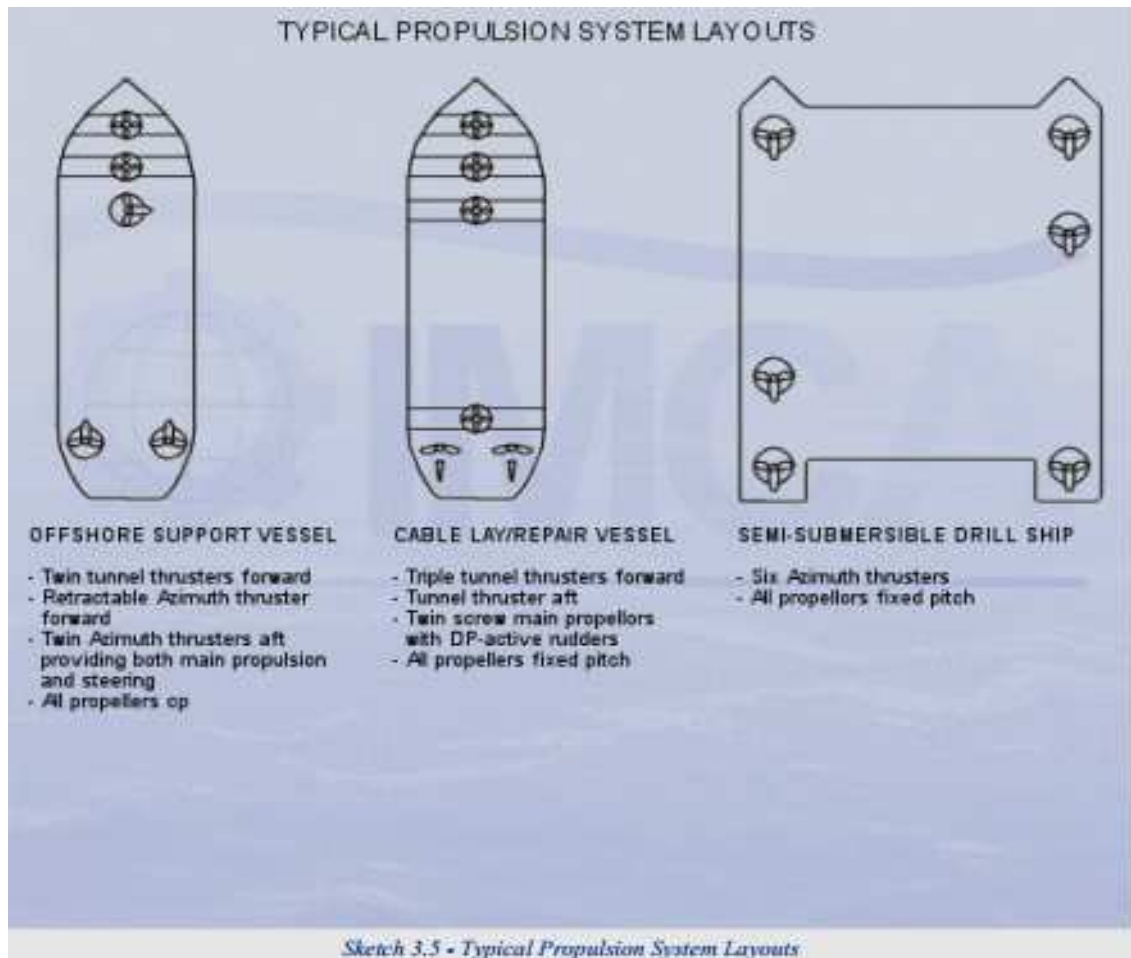 TYPICAL PROPULSION SYSTEM LAYOUTS
OFFSHORE SUPPORT VESSEL
- Twin tunnel thrusters forward
- Retractable Azimuth thruster
forward
- Twin Azimuth thrusters aft
providing both main propulsion
and steering
- All propellers cp
CABLE LAY/REPAIR VESSEL
- Triple tunnel thrusters forward
- Tunnel thruster aft
- Twin screw main propellors
with DP-active rudders
- All propellers fixed pitch
SEMI-SUBMERSIBLE DRILL SHIP
- Six Azimuth thrusters
- All propellors fixed pitch
IMCA
Sketch 3.5 - Typical Propulsion System Layouts